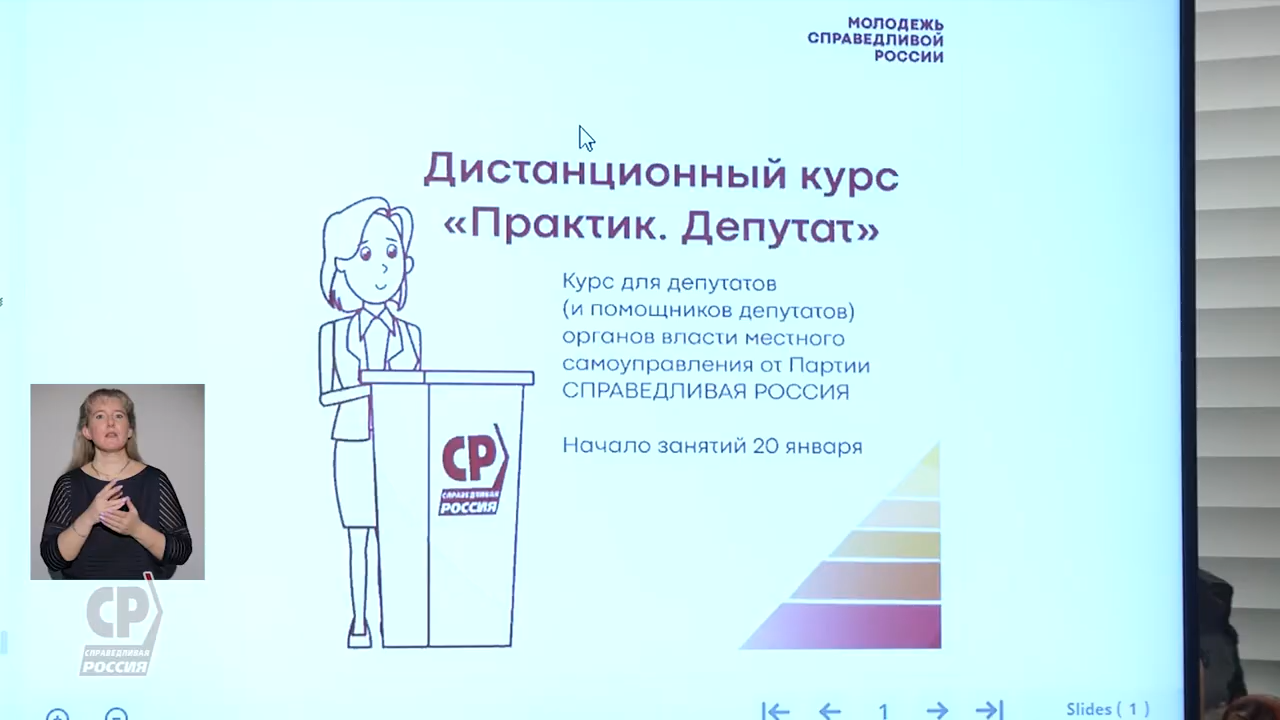 МОЛОДЕЖЬ
СПРАВЕДЛИВОЙ
РОССИИ
Дистанционный курс
«Практик. Депутат»
Курс для депутатов
(и помощников депутатов)
органов власти местного
самоуправления от Партии
СПРАВЕДЛИВАЯ РОССИЯ
Начало занятий 20 января
СР
СПРАВЕДЛИВАЯ
РОССИЯ
СР
СПРАВЕДЛИВАЯ
РОССИЯ
1
Slides ( 1 )